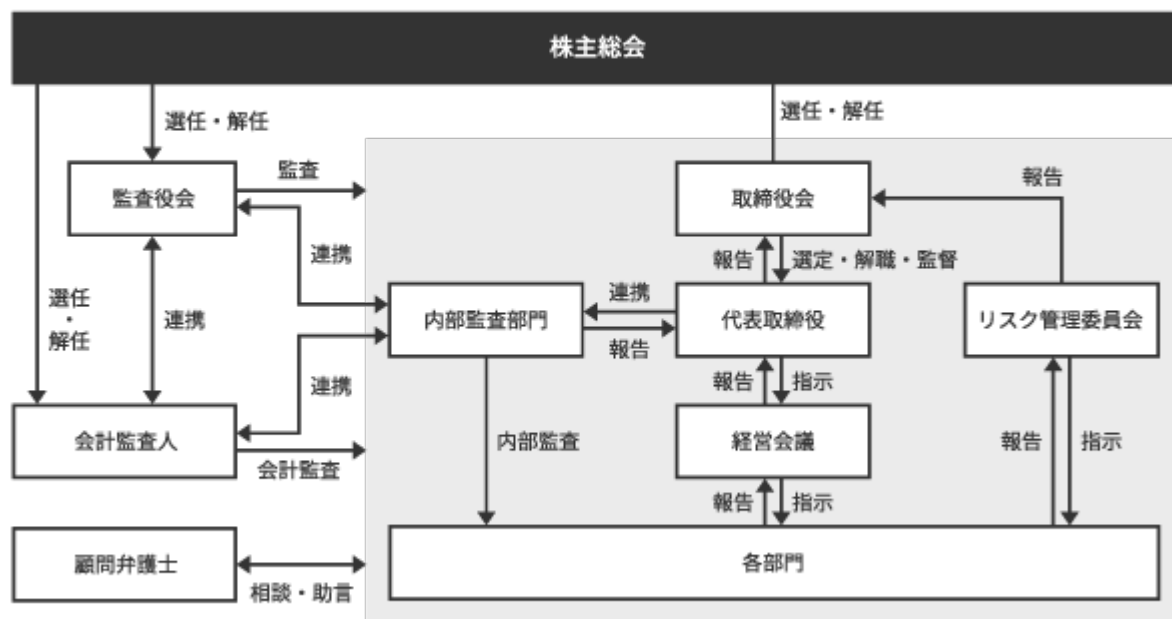 株主総会
選任・解任
選任・解任
監査役会
監査
取締役会
報告
連携
報告
選定・解職・監督
選任
・
解任
連携
内部監査部門
連携
報告
代表取締役
リスク管理委員会
連携
報告
指示
会計監査人
会計監査
内部監査
経営会議
報告
指示
報告
指示
顧問弁護士
相談・助言
各部門